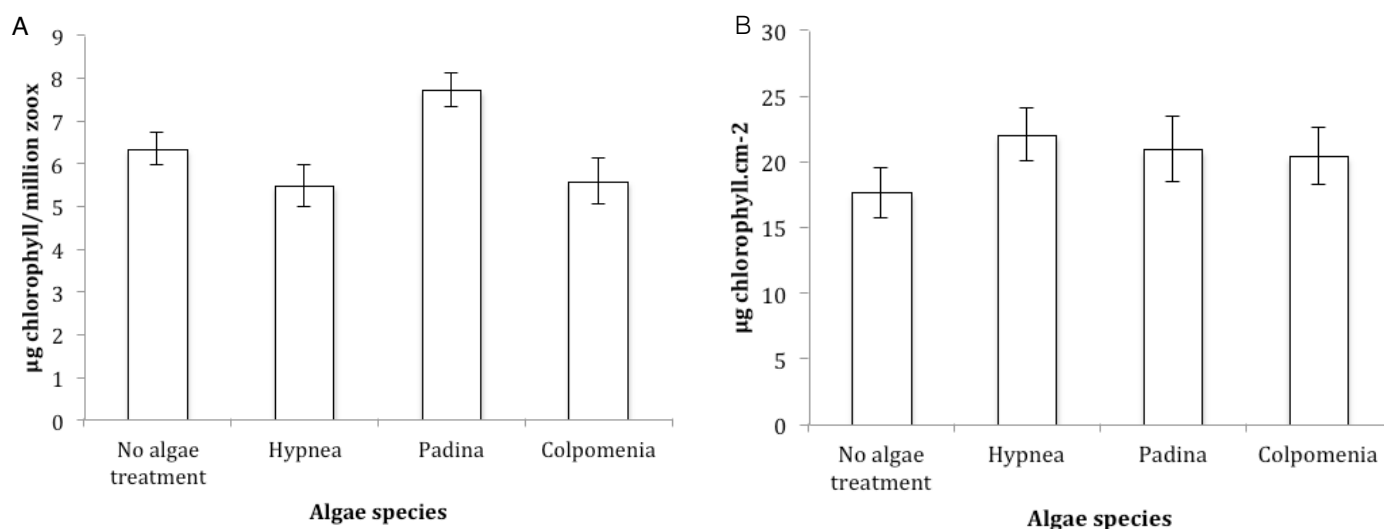 A
9
8
7
6
5
4
3
2
1
0
µg chlorophyll/million zoox
No algae
treatment
Hypnea
Padina
Colpomenia
Algae species
B
30
25
20
15
10
5
0
µg chlorophyll.cm-2
No algae
treatment
Hypnea
Padina
Colpomenia
Algae species